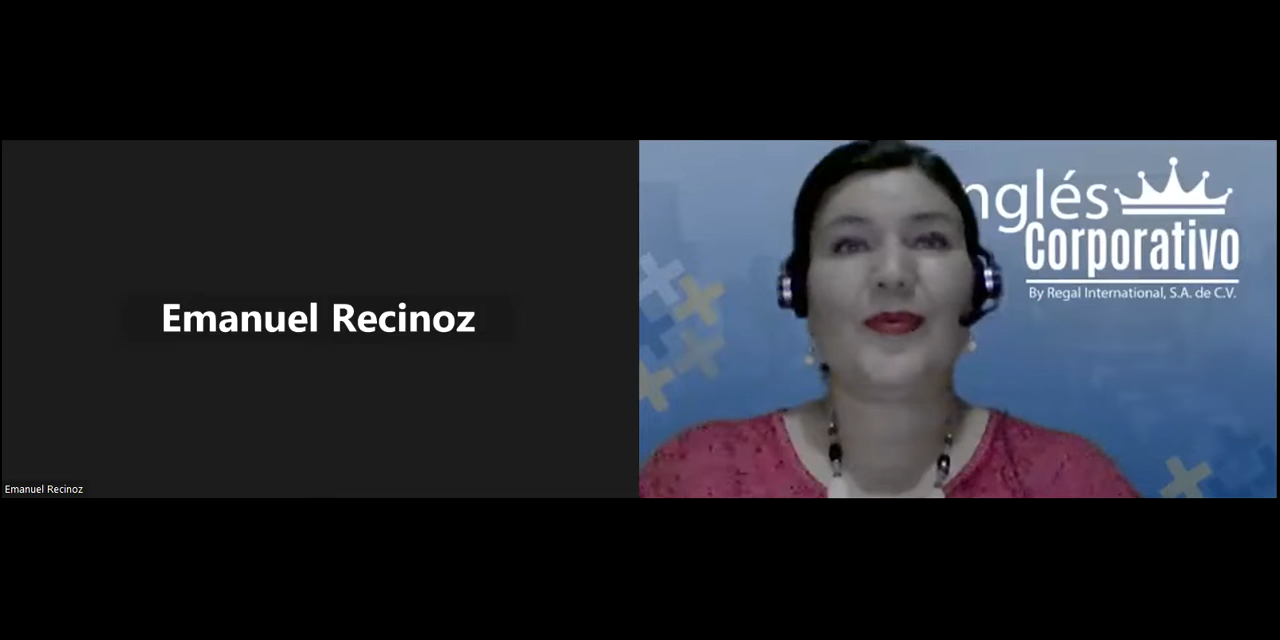 Emanuel Recinoz
Emanuel Recinoz
nglés
Corporativo
By Regal International, S.A. de C.V.